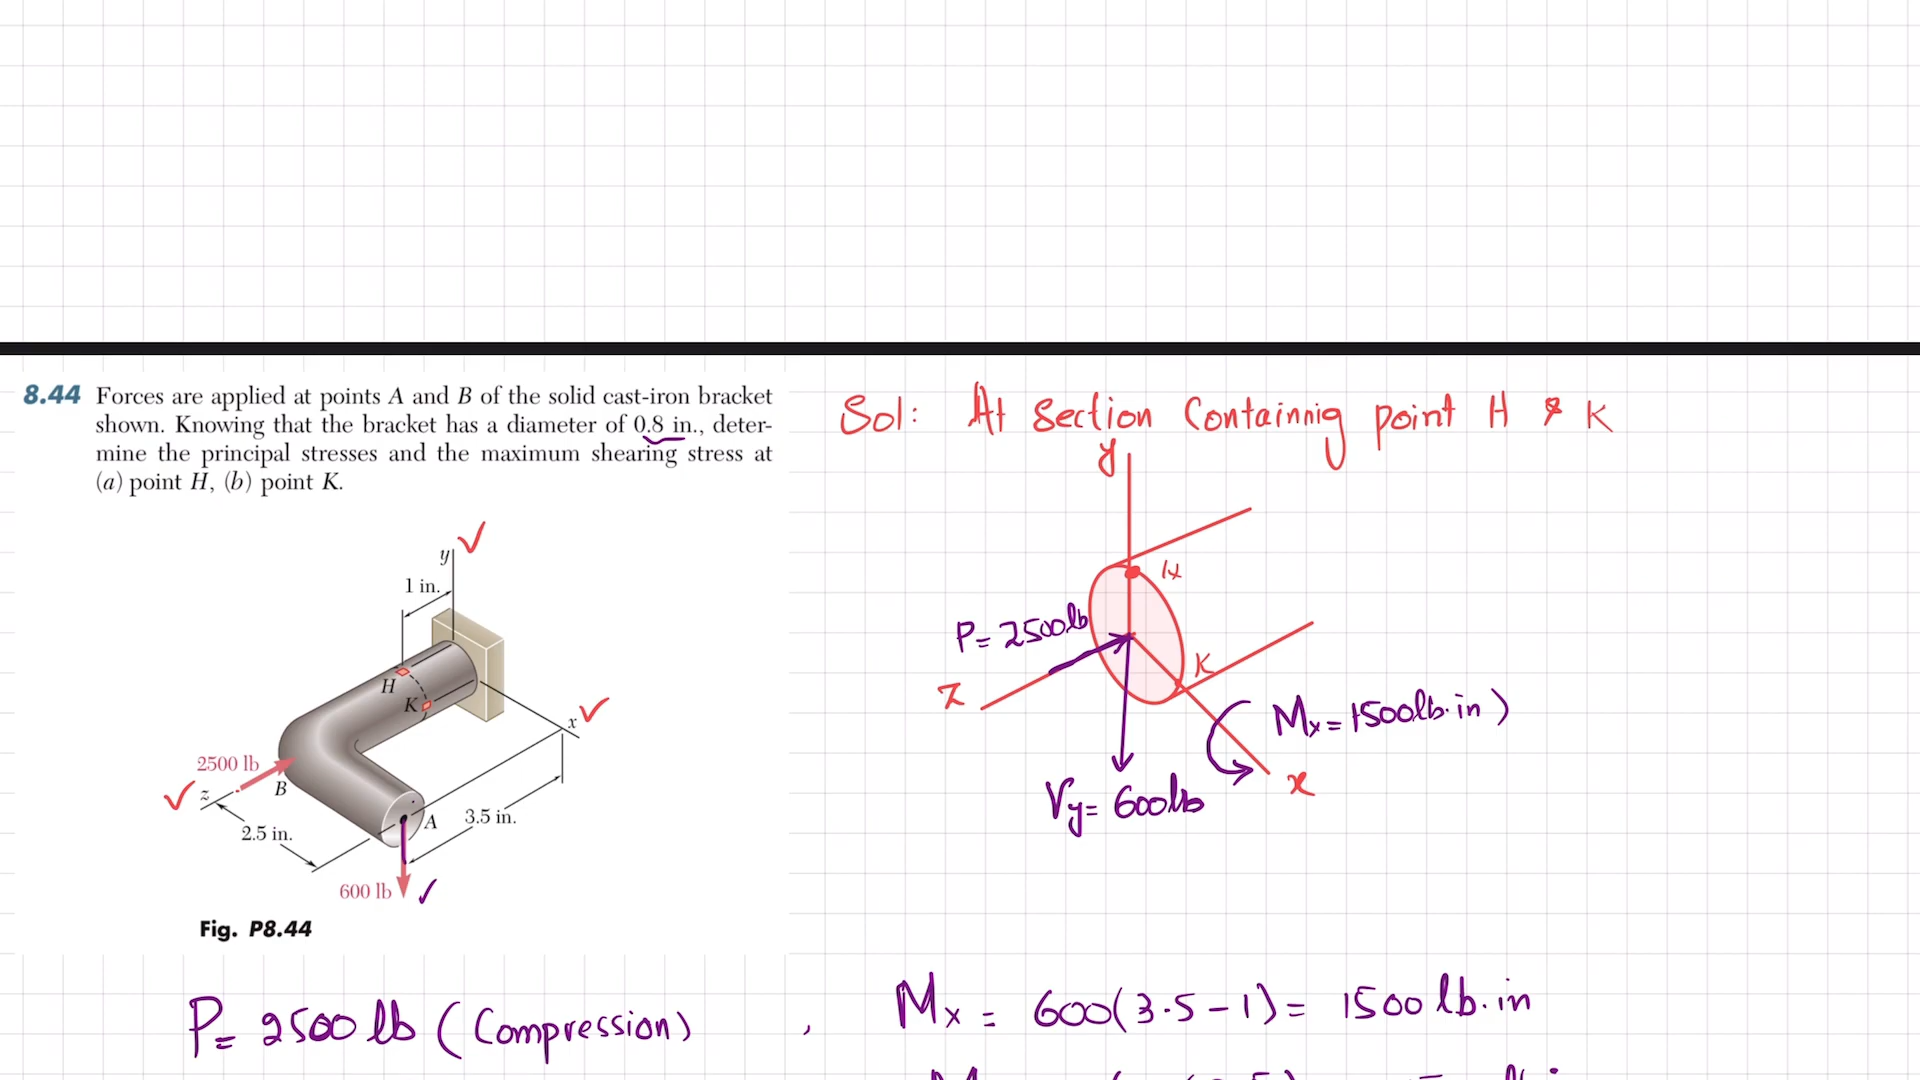 8.44 Forces are applied at points A and B of the solid cast-iron bracket
shown. Knowing that the bracket has a diameter of 0.8 in., deter-
mine the principal stresses and the maximum shearing stress at
(a) point H, (b) point K.
y
1 in.
H
K
x
2500 lb
B
z
A
3.5 in.
2.5 in.
600 lb
Fig. P8.44
Sol: At Section Containnig point H & K
y
H
P= 2500lb
K
z
Mx= 1500lb.in)
x
Vy= 600lb
P= 2500 lb (Compression) ,
Mx = 600(3.5-1)= 1500 lb.in